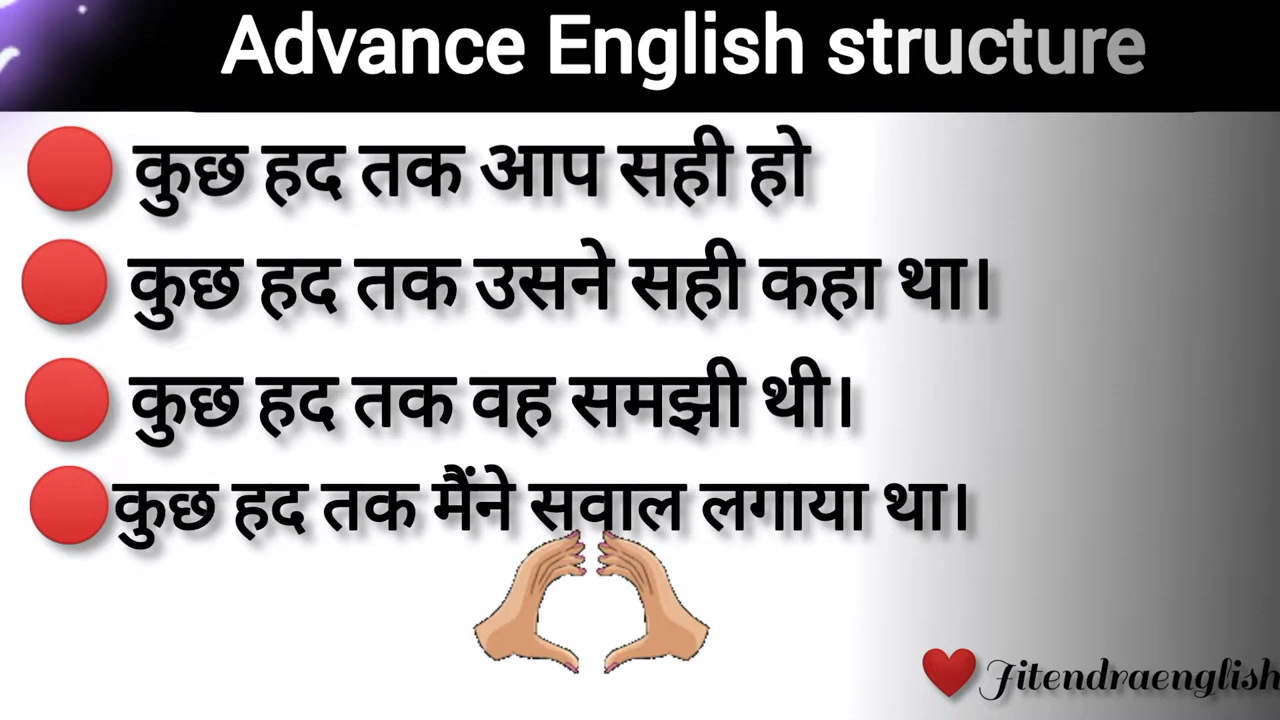 Advance English structure
कुछ हद तक आप सही हो
कुछ हद तक उसने सही कहा था।
कुछ हद तक वह समझी थी।
कुछ हद तक मैंने सवाल लगाया था।
Jitendraenglish